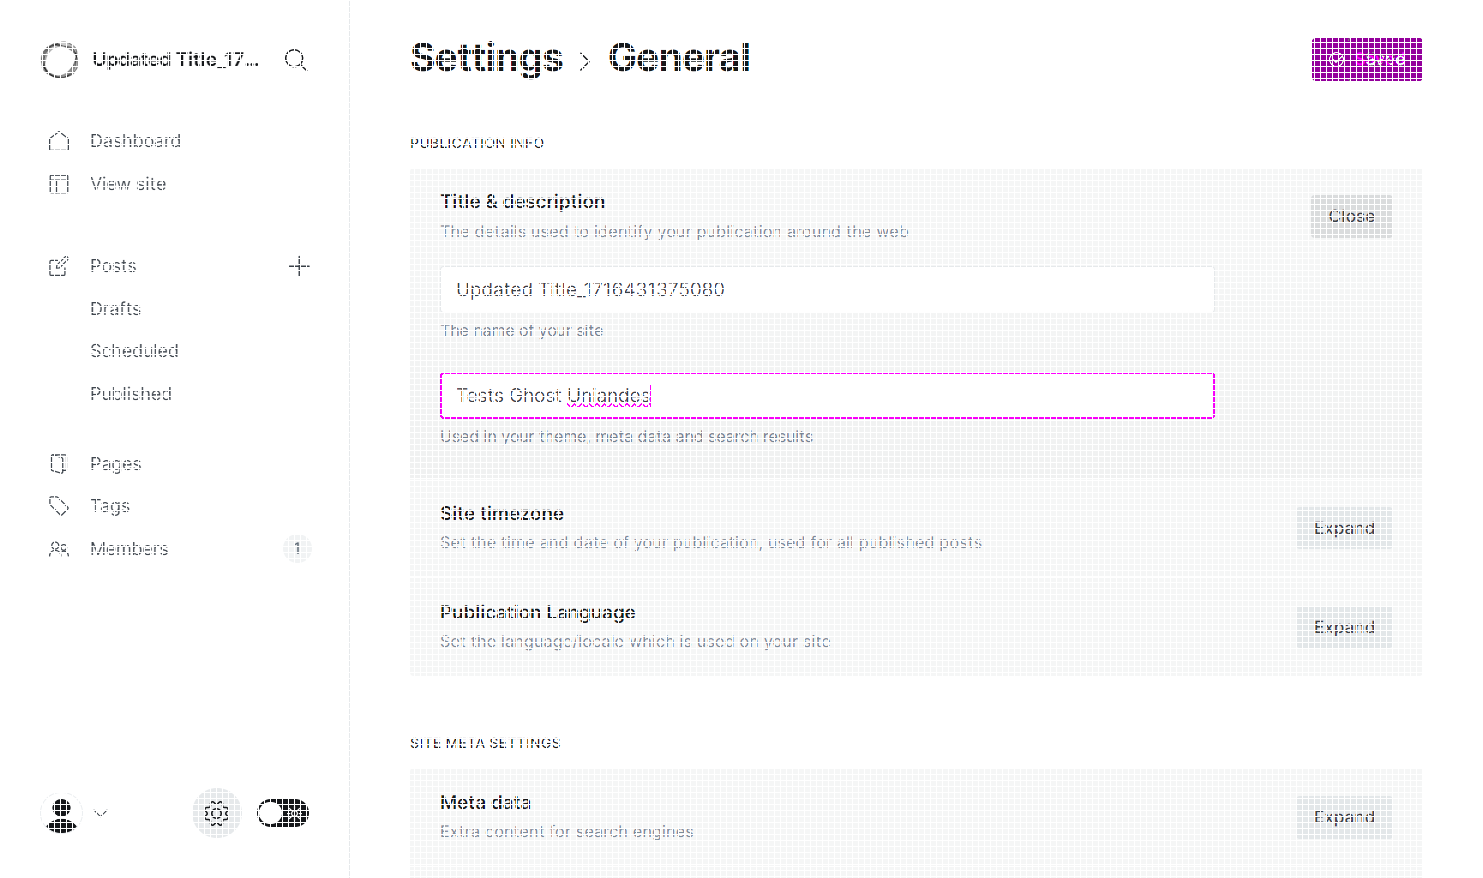 Updated Title_17...
Dashboard
View site
Posts
Drafts
Scheduled
Published
Pages
Tags
Members
1
Settings › General
PUBLICATION INFO
Title & description
Close
The details used to identify your publication around the web
Updated Title_1716431375080
The name of your site
Tests Ghost Uniandes
Used in your theme, meta data and search results
Site timezone
Expand
Set the time and date of your publication, used for all published posts
Publication Language
Expand
Set the language/locale which is used on your site
SITE META SETTINGS
Meta data
Expand
Extra content for search engines